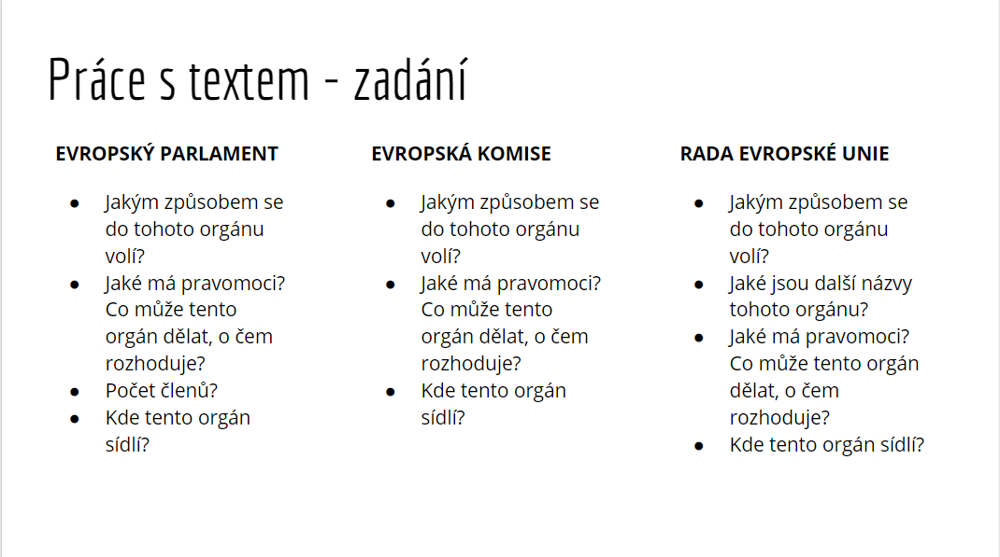 Práce s textem - zadání
EVROPSKÝ PARLAMENT
● Jakým způsobem se
do tohoto orgánu
volí?
● Jaké má pravomoci?
Co může tento
orgán dělat, o čem
rozhoduje?
● Počet členů?
● Kde tento orgán
sídlí?
EVROPSKÁ KOMISE
● Jakým způsobem se
do tohoto orgánu
volí?
● Jaké má pravomoci?
Co může tento
orgán dělat, o čem
rozhoduje?
● Kde tento orgán
sídlí?
RADA EVROPSKÉ UNIE
● Jakým způsobem se
do tohoto orgánu
volí?
● Jaké jsou další názvy
tohoto orgánu?
● Jaké má pravomoci?
Co může tento orgán
dělat, o čem
rozhoduje?
● Kde tento orgán sídlí?